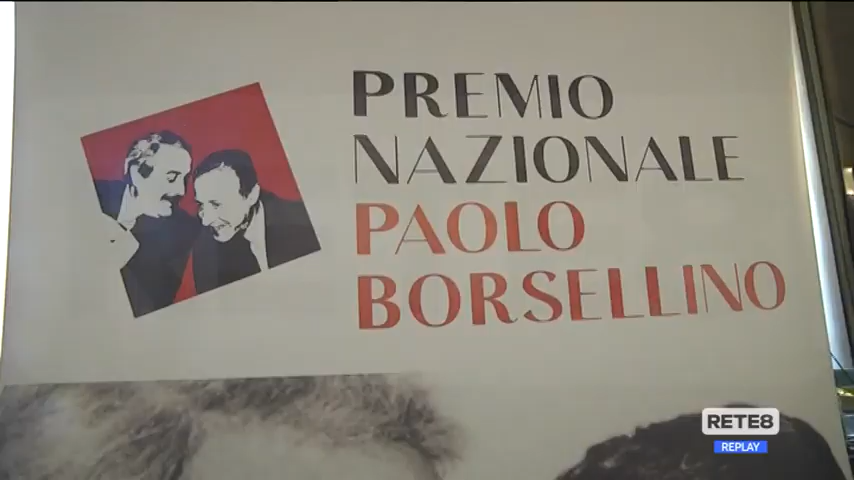 PREMIO
NAZIONALE
PAOLO
BORSELLINO
RETE8
REPLAY